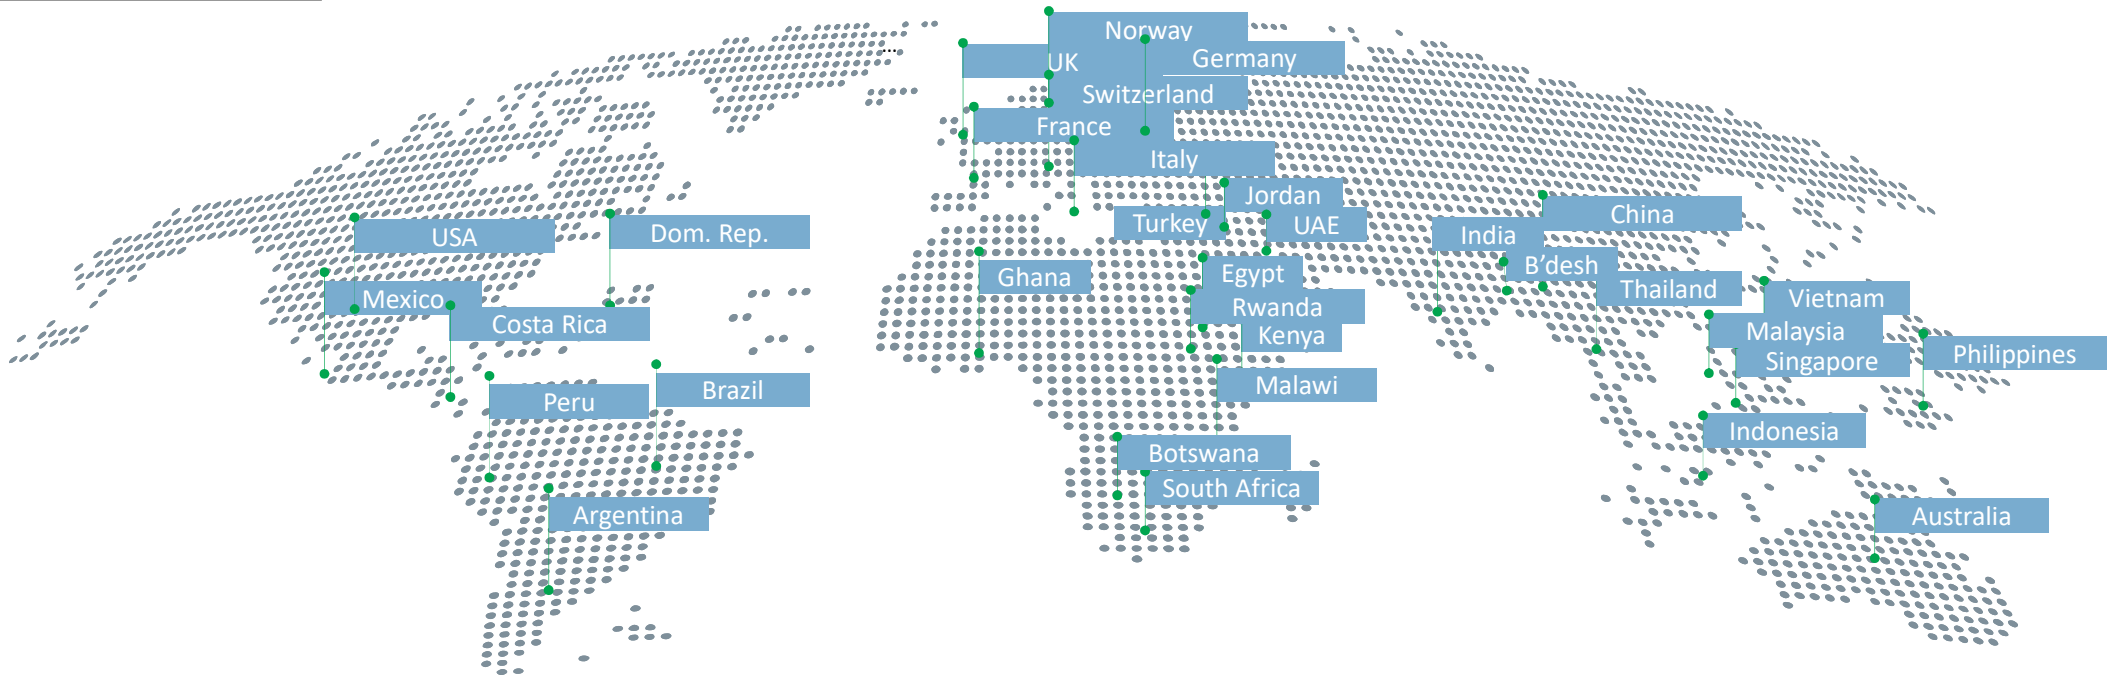 Norway
...
UK
Germany
Switzerland
France
Italy
Jordan
Turkey
UAE
USA
Dom. Rep.
China
India
B’desh
Ghana
Egypt
Thailand
Mexico
Vietnam
Rwanda
Costa Rica
Kenya
Malaysia
Singapore
Philippines
Peru
Brazil
Malawi
Indonesia
Botswana
South Africa
Argentina
Australia